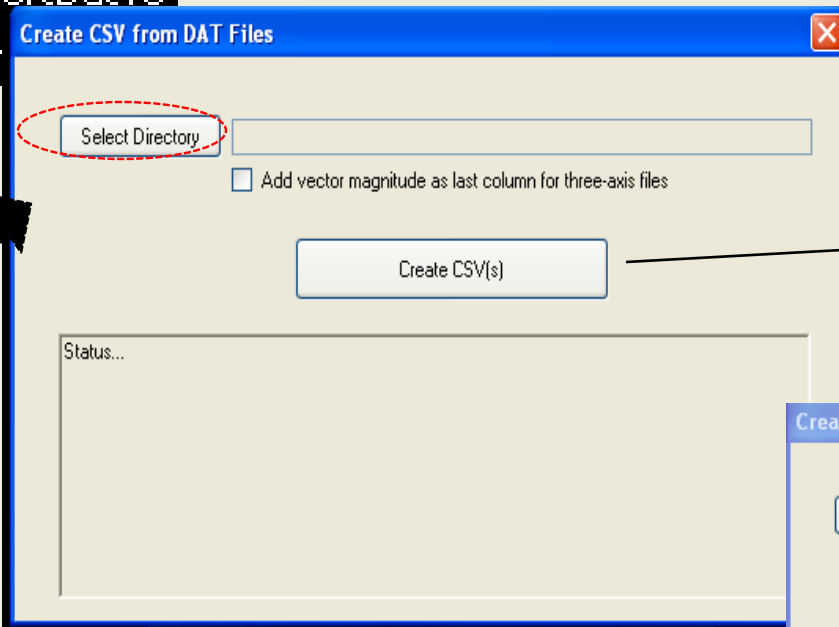 Create CSV from DAT Files
Select Directory
Add vector magnitude as last column for three-axis files
Create CSV(s)
Status...
Crea